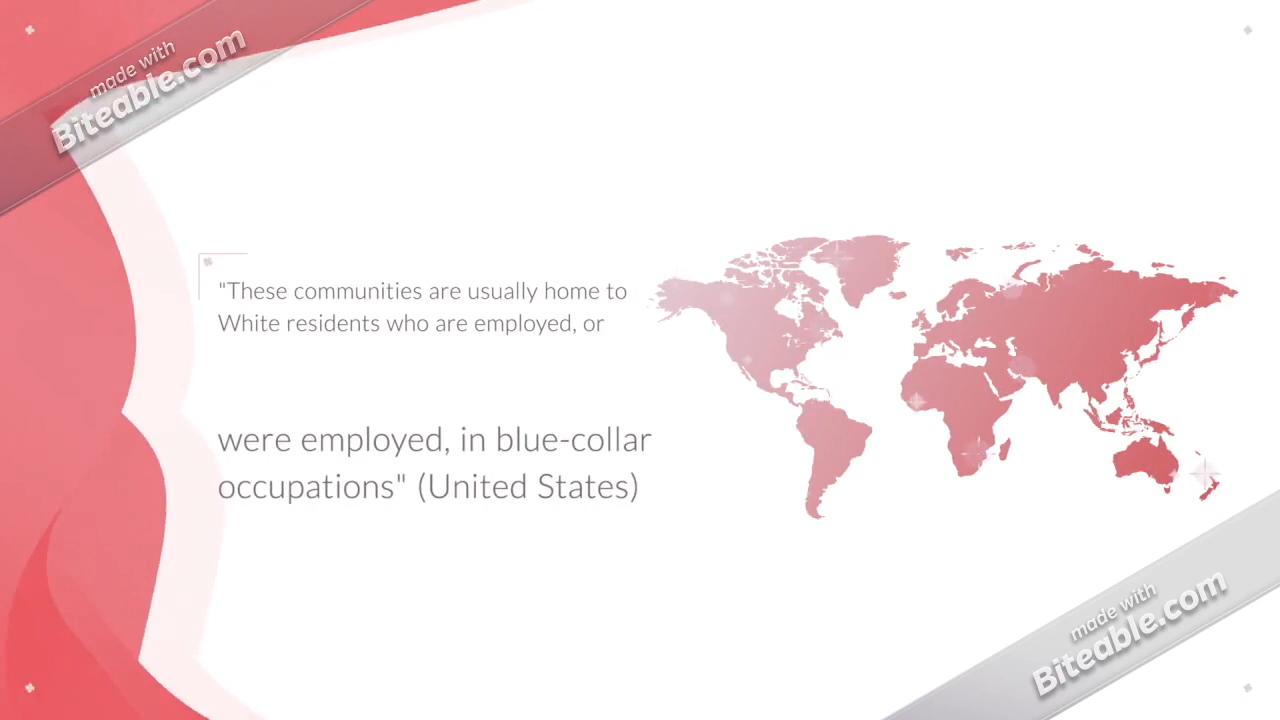 made with
Biteable.com
"These communities are usually home to
White residents who are employed, or
were employed, in blue-collar
occupations" (United States)
made with
Biteable.com